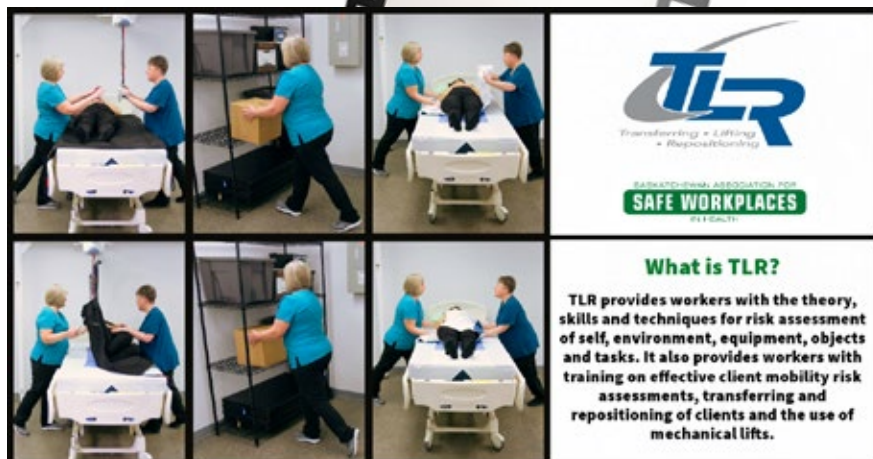 TLR
Transferring • Lifting
• Repositioning
SASKATCHEWAN ASSOCIATION FOR
SAFE WORKPLACES
IN HEALTH
What is TLR?
TLR provides workers with the theory,
skills and techniques for risk assessment
of self, environment, equipment, objects
and tasks. It also provides workers with
training on effective client mobility risk
assessments, transferring and
repositioning of clients and the use of
mechanical lifts.